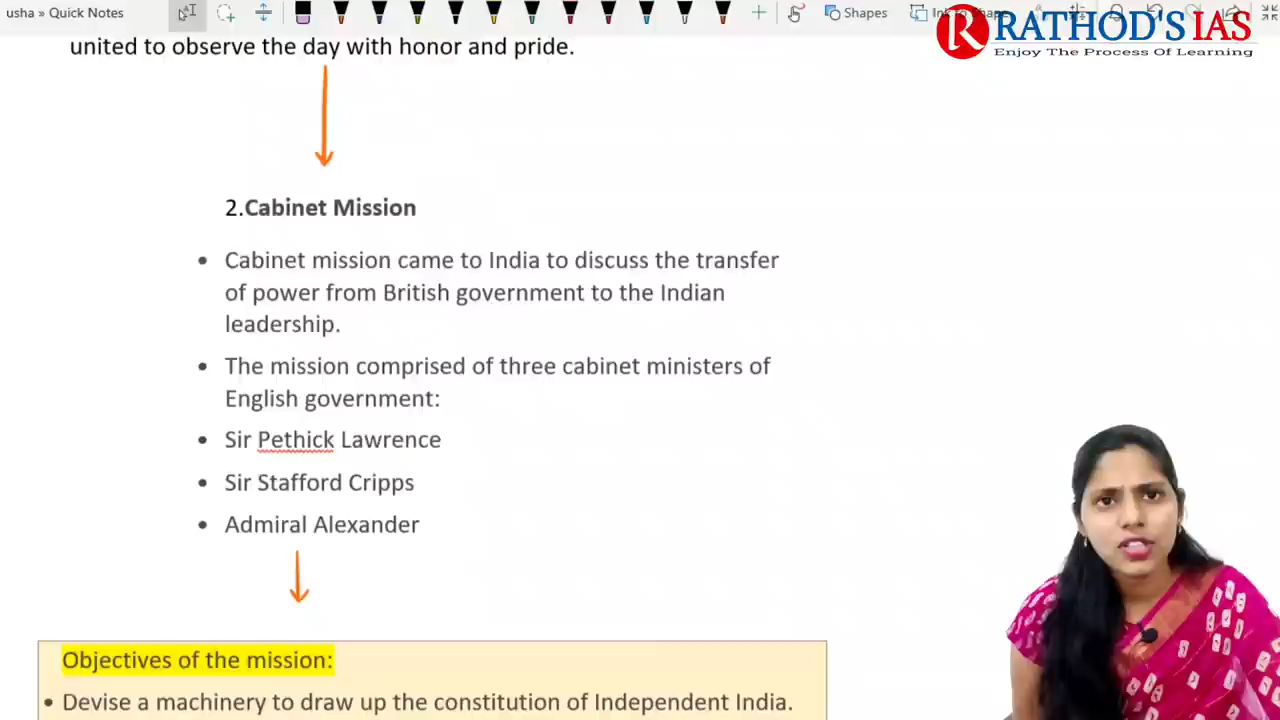 usha » Quick Notes
Shapes
RATHOD'S IAS
Enjoy The Process Of Learning
united to observe the day with honor and pride.
2.Cabinet Mission
• Cabinet mission came to India to discuss the transfer
of power from British government to the Indian
leadership.
• The mission comprised of three cabinet ministers of
English government:
• Sir Pethick Lawrence
• Sir Stafford Cripps
• Admiral Alexander
Objectives of the mission:
• Devise a machinery to draw up the constitution of Independent India.